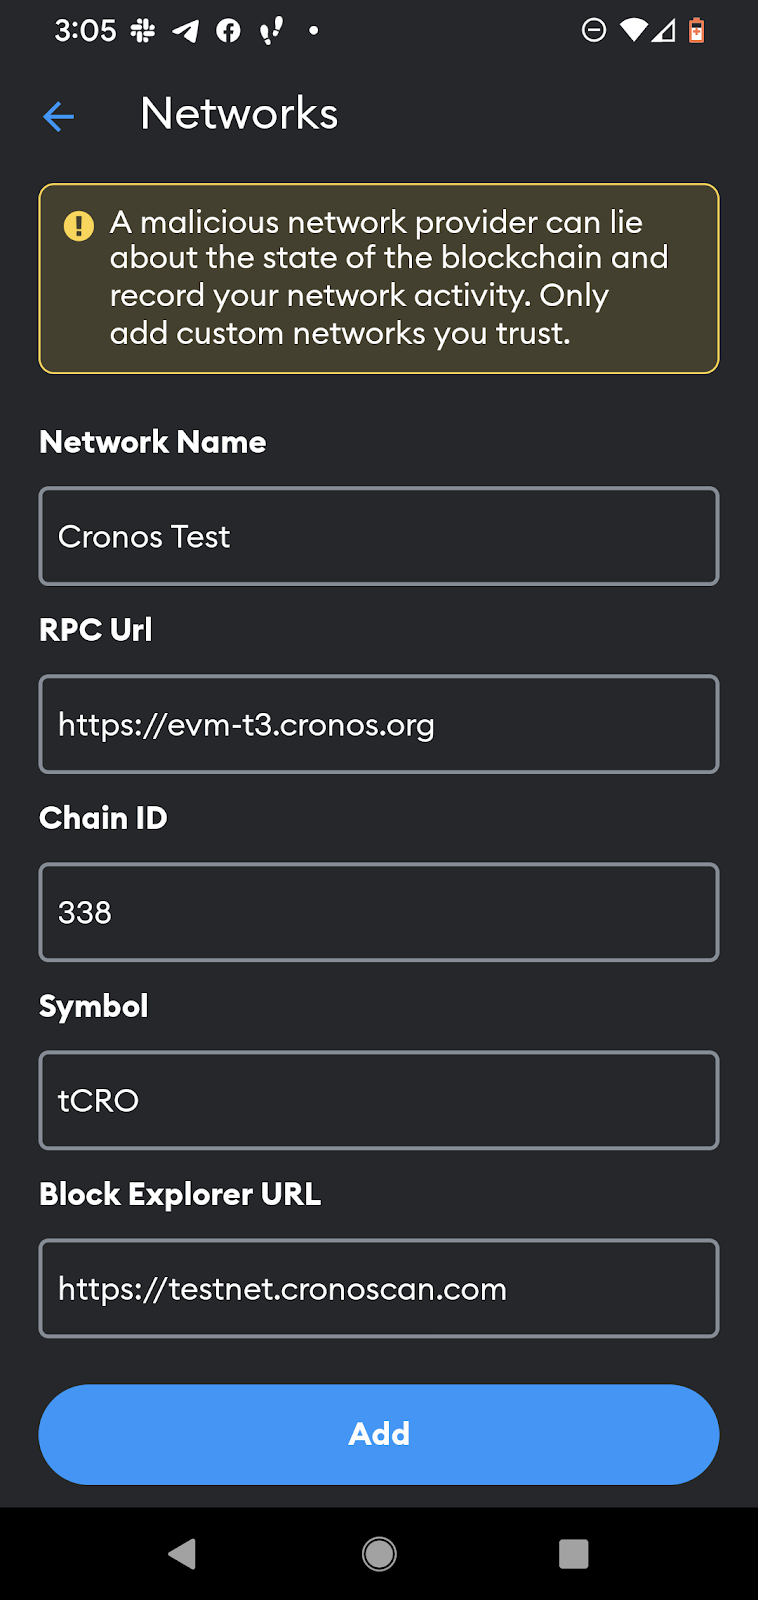 3:05
Networks
A malicious network provider can lie
about the state of the blockchain and
record your network activity. Only
add custom networks you trust.
Network Name
Cronos Test
RPC Url
https://evm-t3.cronos.org
Chain ID
338
Symbol
tCRO
Block Explorer URL
https://testnet.cronoscan.com
Add